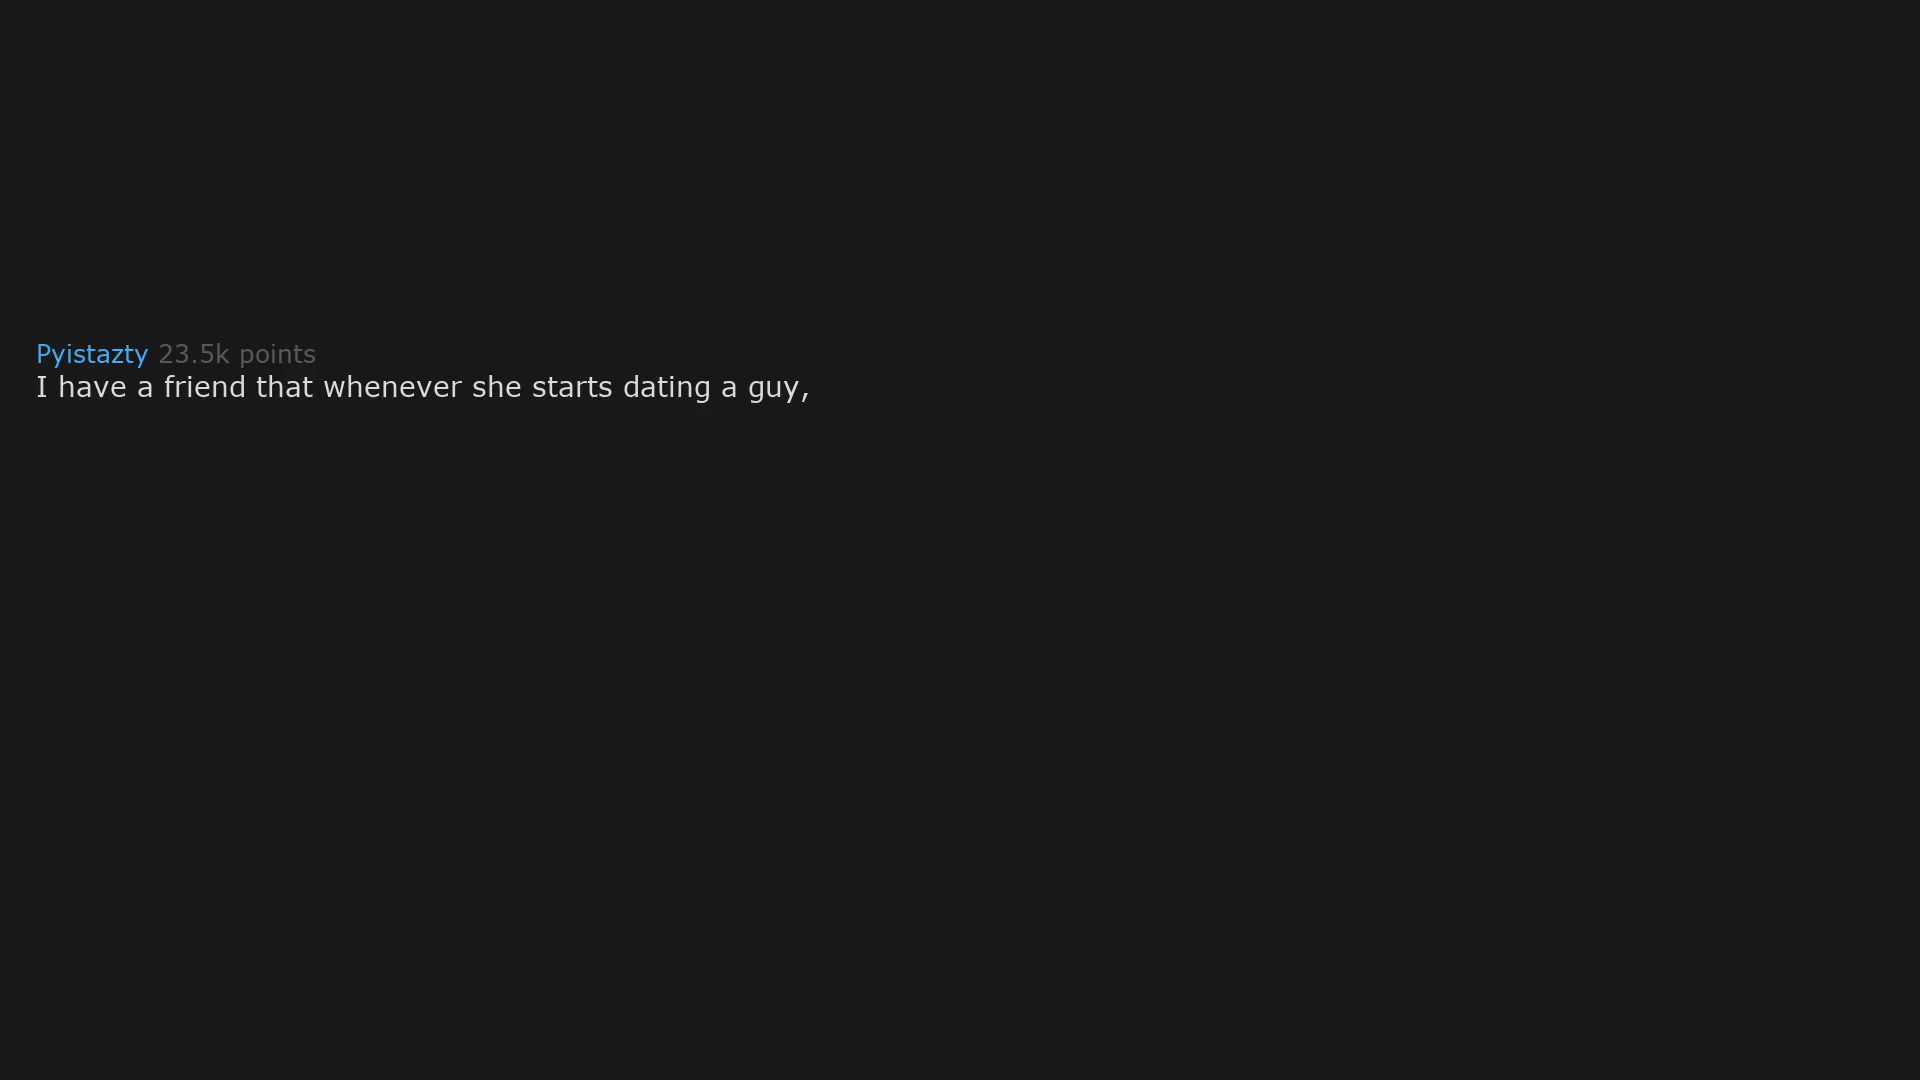 Pyistazty 23.5k points
I have a friend that whenever she starts dating a guy,